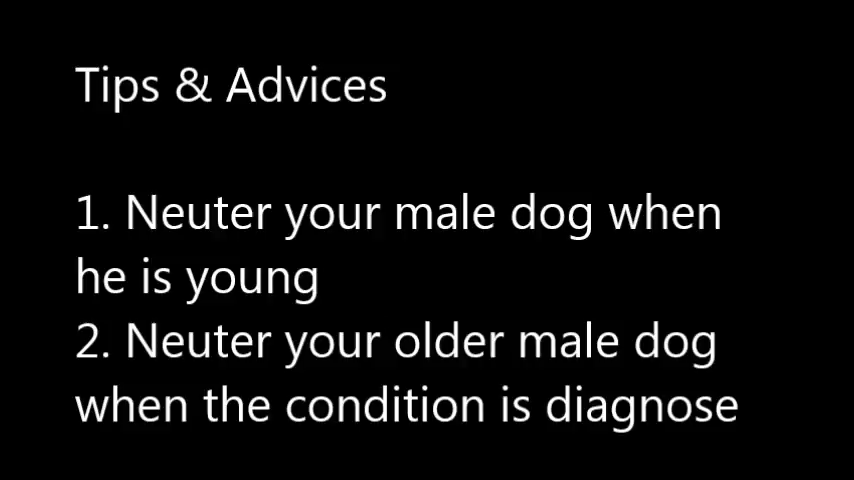 Tips & Advices
1. Neuter your male dog when
he is young
2. Neuter your older male dog
when the condition is diagnose